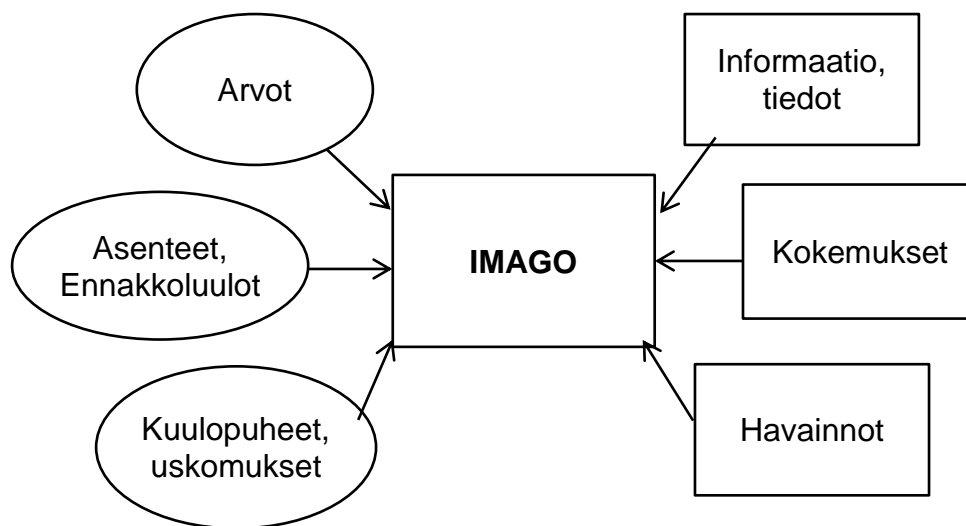 Arvot
Informaatio,
tiedot
Asenteet,
Ennakkoluulot
IMAGO
Kokemukset
Kuulopuheet,
uskomukset
Havainnot